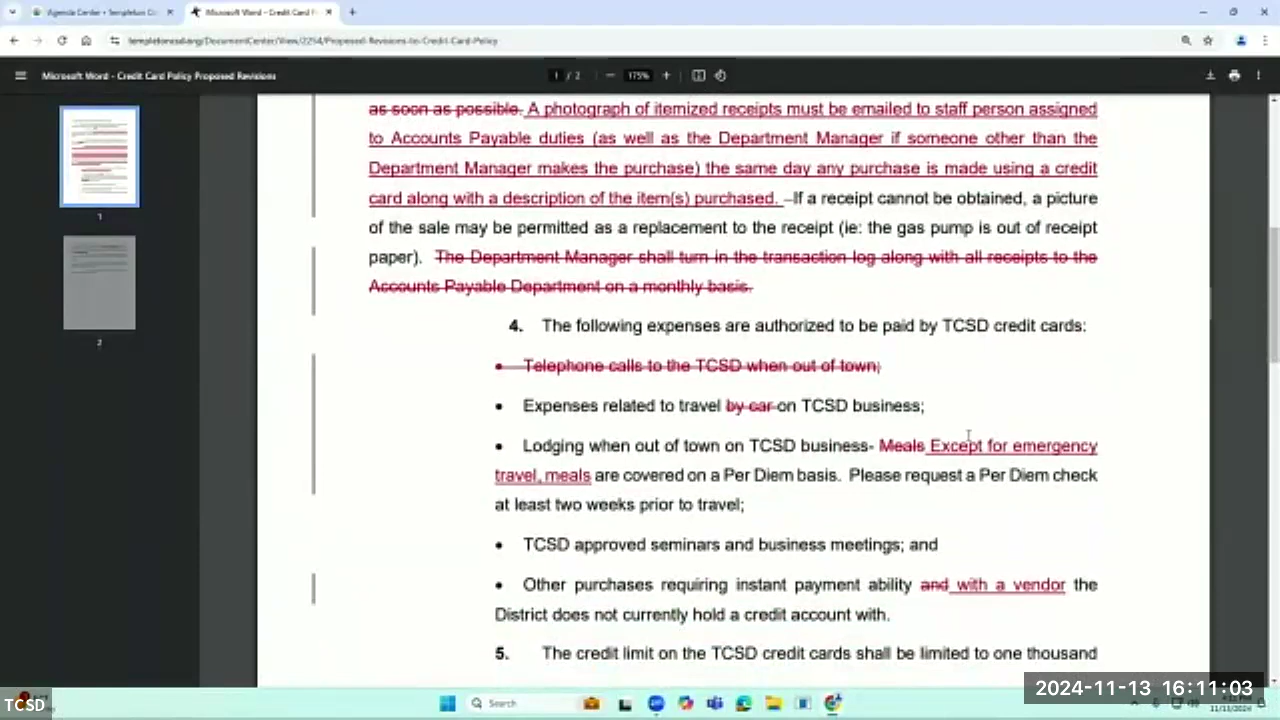 Agenda Center • Templeton Co
Microsoft Word - Credit Card P
templetoncsd.org/DocumentCenter/View/2254/Proposed-Revisions-to-Credit-Card-Policy
Microsoft Word - Credit Card Policy Proposed Revisions
1 / 2
175%
as soon as possible. A photograph of itemized receipts must be emailed to staff person assigned
to Accounts Payable duties (as well as the Department Manager if someone other than the
Department Manager makes the purchase) the same day any purchase is made using a credit
card along with a description of the item(s) purchased. –If a receipt cannot be obtained, a picture
of the sale may be permitted as a replacement to the receipt (ie: the gas pump is out of receipt
paper). The Department Manager shall turn in the transaction log along with all receipts to the
Accounts Payable Department on a monthly basis.
4. The following expenses are authorized to be paid by TCSD credit cards:
• Telephone calls to the TCSD when out of town;
• Expenses related to travel by car on TCSD business;
• Lodging when out of town on TCSD business- Meals Except for emergency
travel, meals are covered on a Per Diem basis. Please request a Per Diem check
at least two weeks prior to travel;
• TCSD approved seminars and business meetings; and
• Other purchases requiring instant payment ability and with a vendor the
District does not currently hold a credit account with.
5. The credit limit on the TCSD credit cards shall be limited to one thousand
1
2
Search
TCSD
2024-11-13 16:11:03
11/13/2024